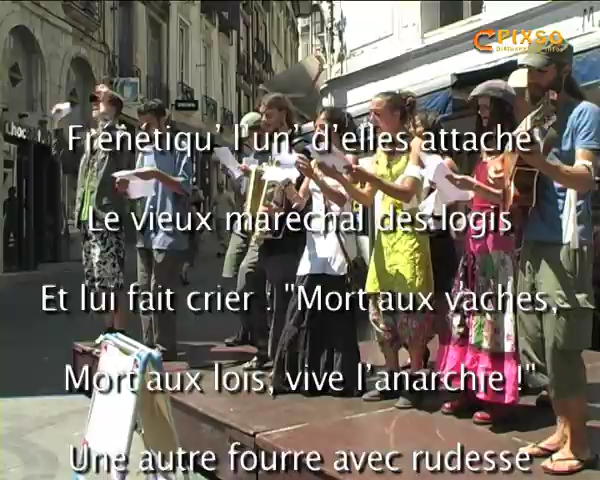 PIXSO
Frénétiqu' l'un' d'elles attache
Le vieux maréchal des logis
Et lui fait crier : "Mort aux vaches,
Mort aux lois, vive l'anarchie !"
Une autre fourre avec rudesse